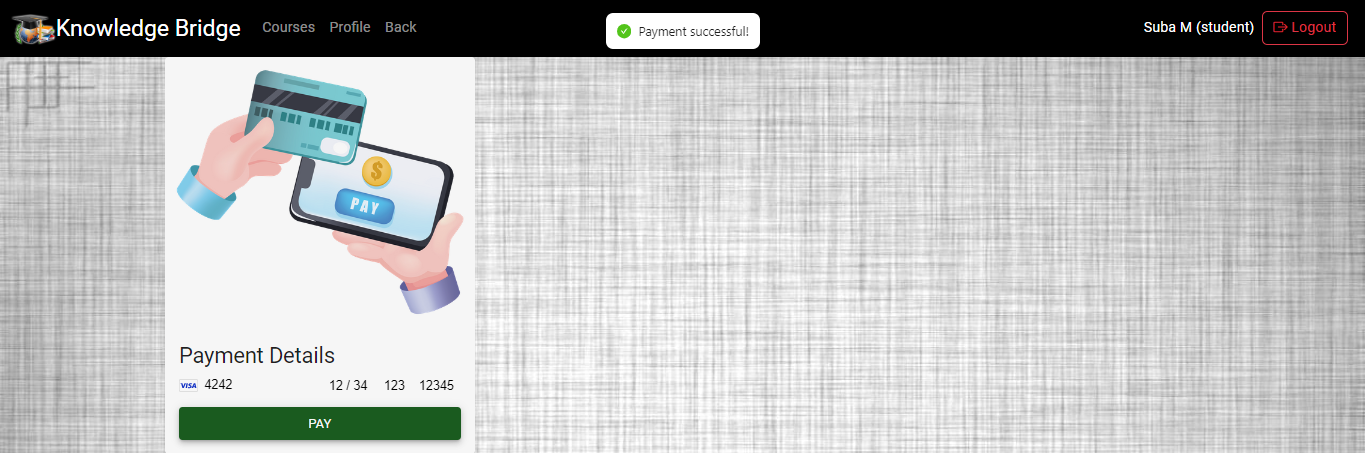 Knowledge Bridge Courses Profile Back Payment successful! Suba M (student) Logout
$
PAY
Payment Details
VISA 4242 12 / 34 123 12345
PAY